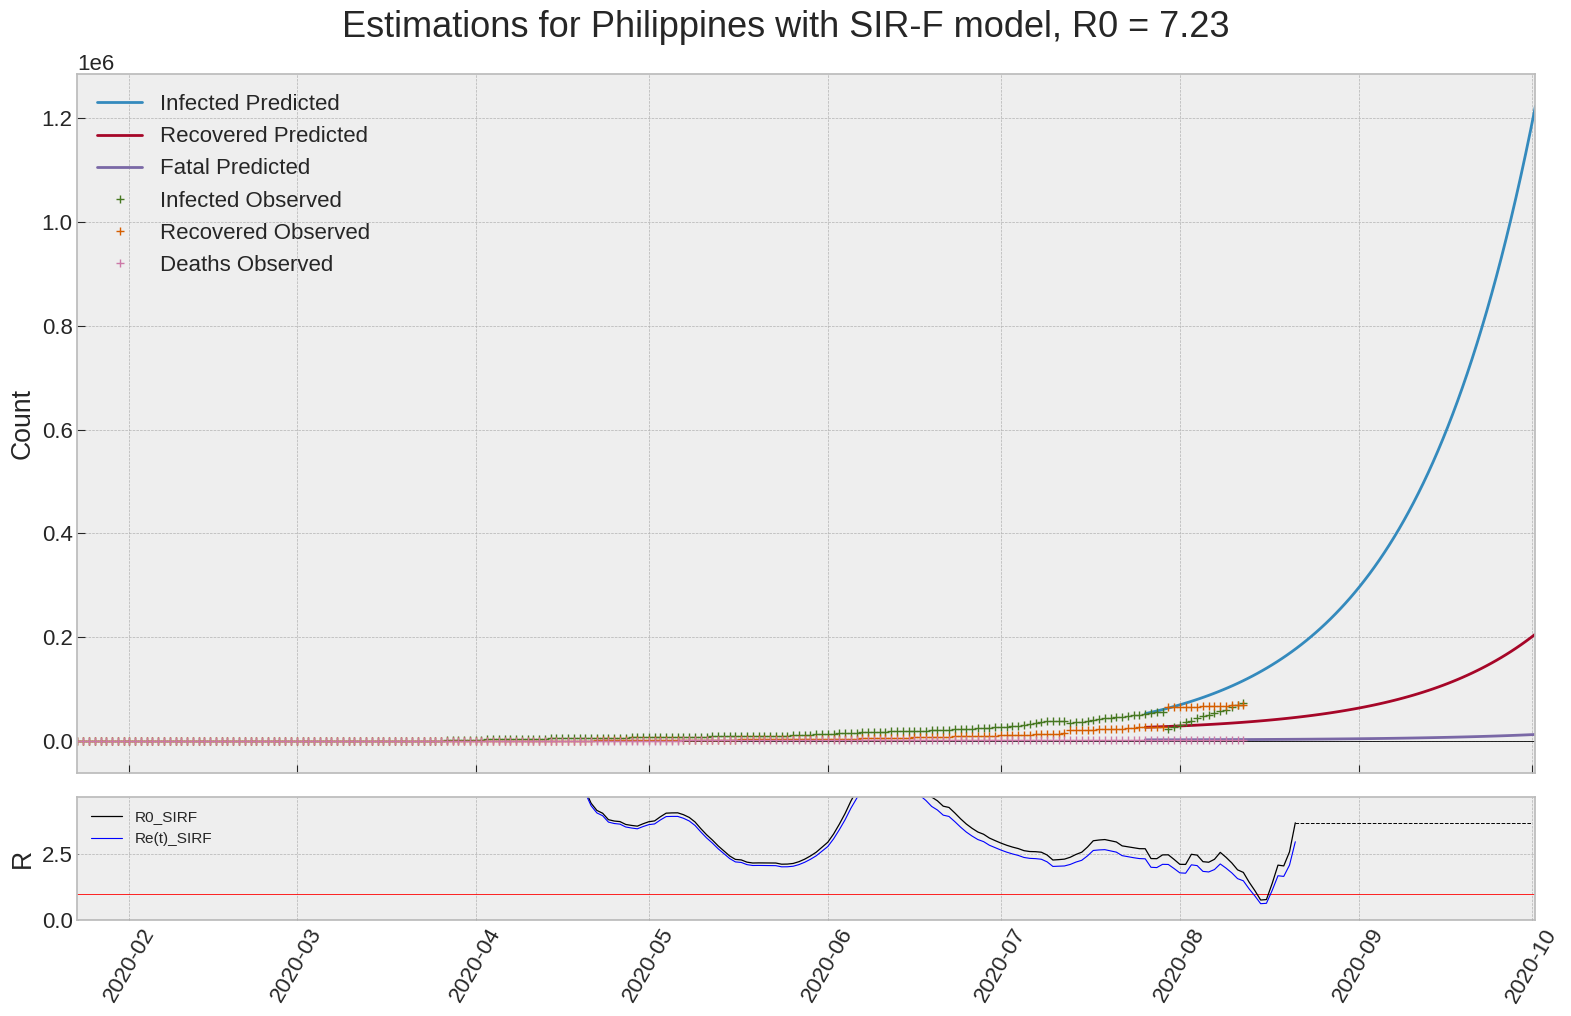 Estimations for Philippines with SIR-F model, R0 = 7.23
1e6
Infected Predicted
Recovered Predicted
Fatal Predicted
Infected Observed
Recovered Observed
Deaths Observed
1.2
1.0
0.8
0.6
0.4
0.2
0.0
Count
R0_SIRF
Re(t)_SIRF
2.5
0.0
R
2020-02
2020-03
2020-04
2020-05
2020-06
2020-07
2020-08
2020-09
2020-10